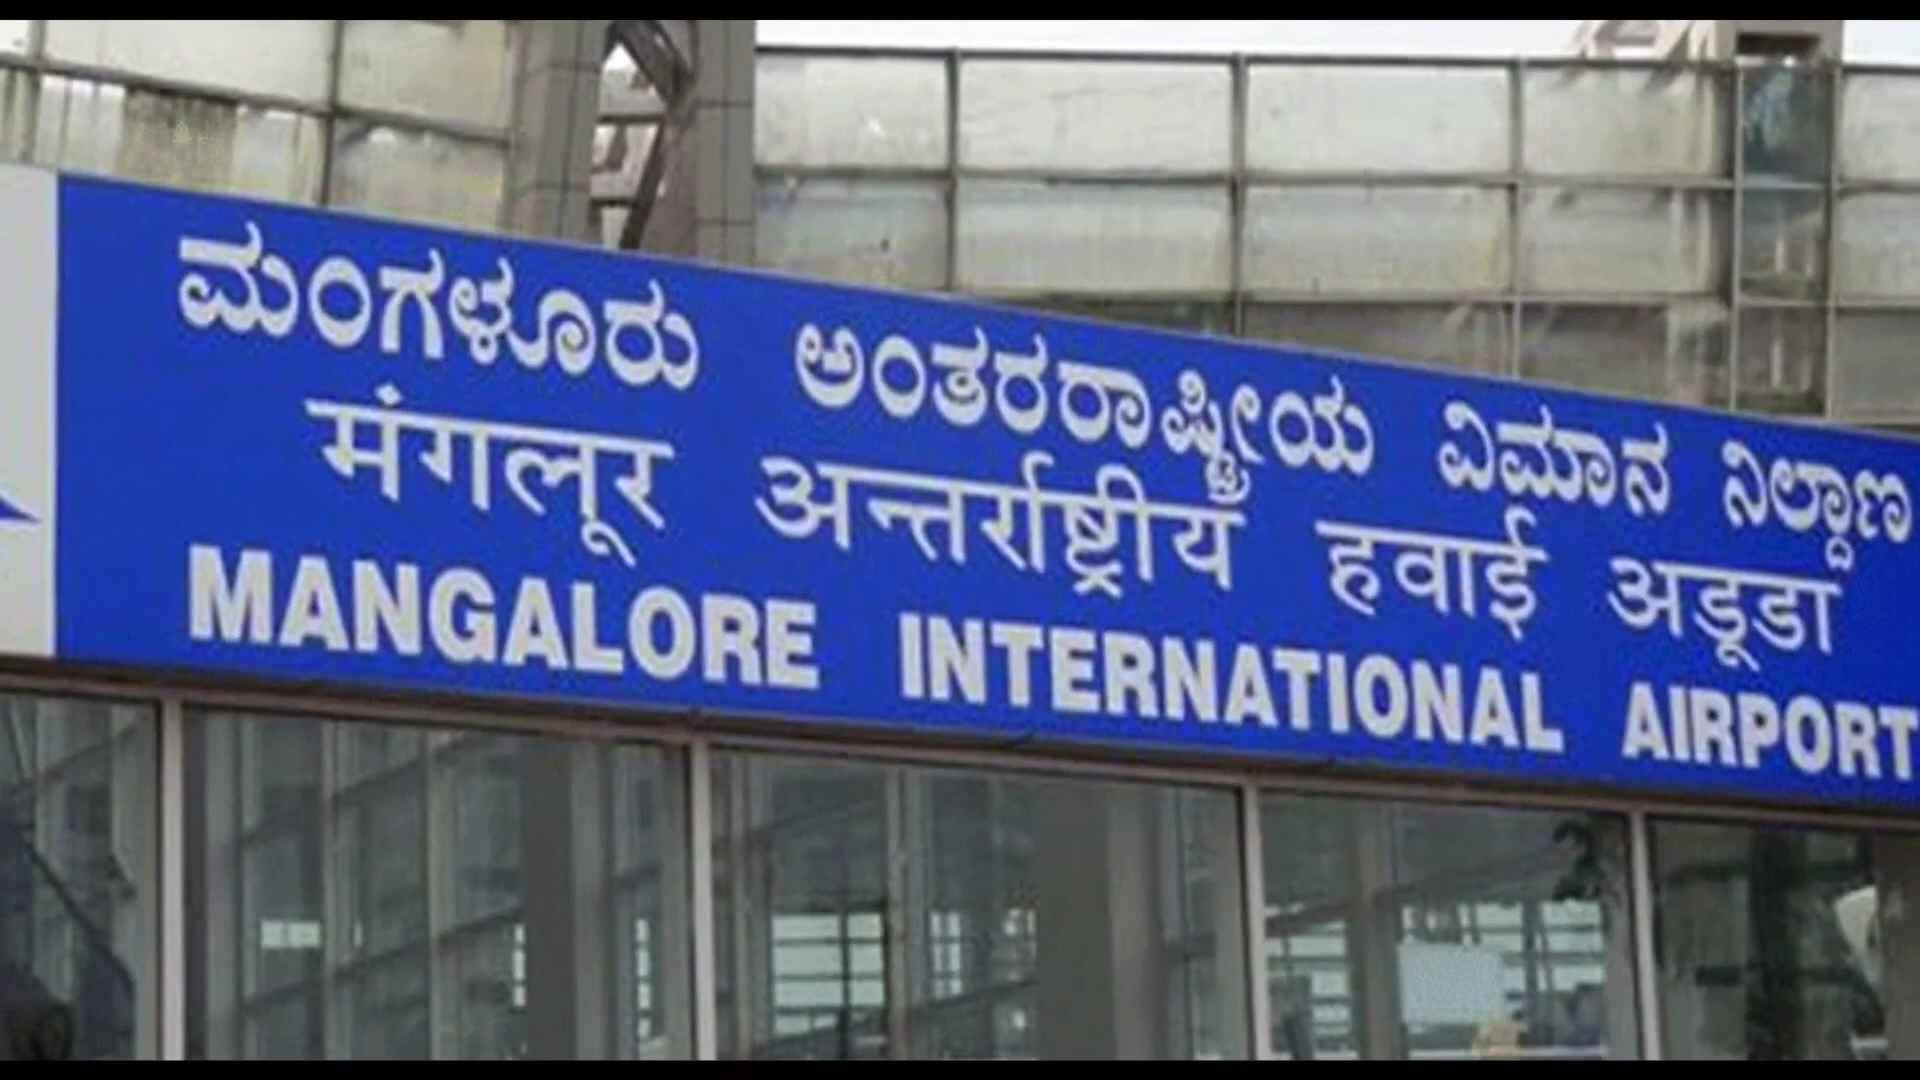 ಮಂಗಳೂರು ಅಂತರರಾಷ್ಟ್ರೀಯ ವಿಮಾನ ನಿಲ್ದಾಣ
मंगलूर अन्तर्राष्ट्रीय हवाई अडूडा
MANGALORE INTERNATIONAL AIRPORT